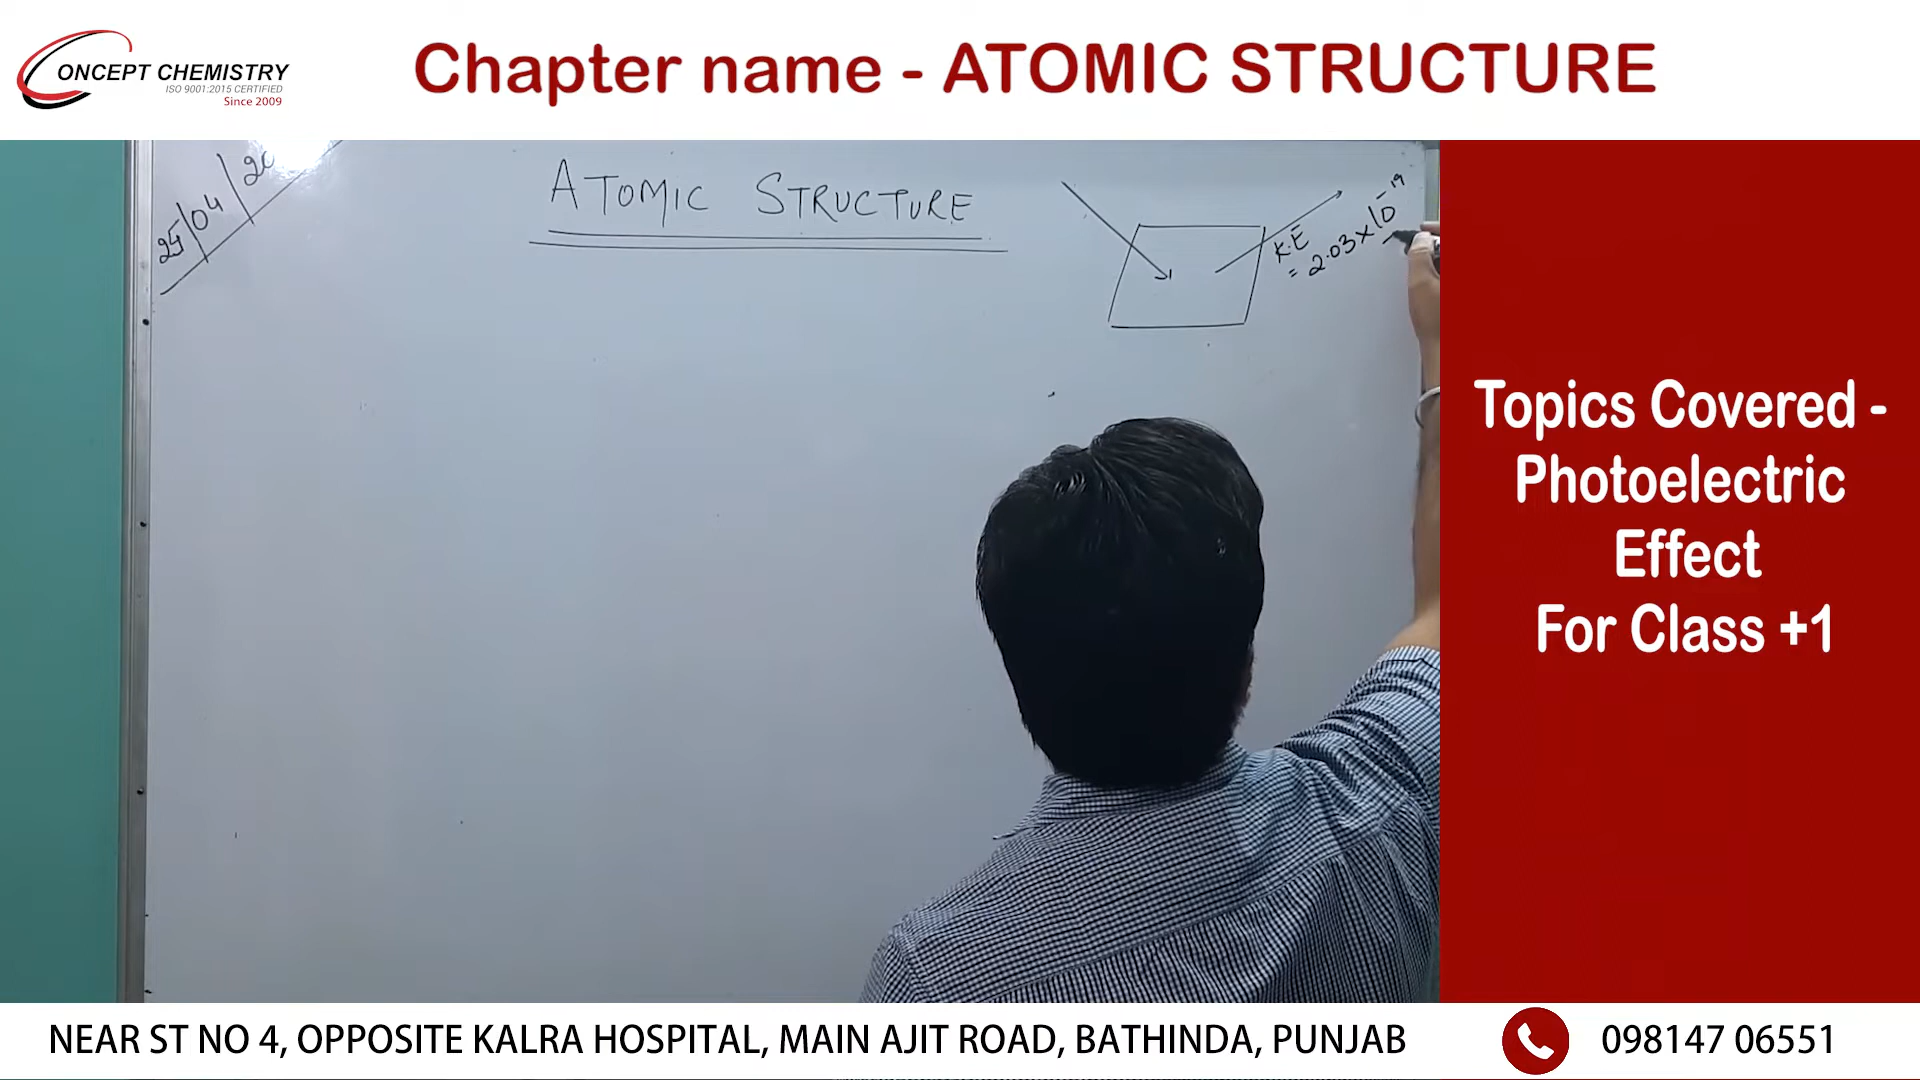 ONCEPT CHEMISTRY
ISO 9001:2015 CERTIFIED
Since 2009
Chapter name - ATOMIC STRUCTURE
25/04/20
ATOMIC STRUCTURE
K.E
= 2.03 × 10⁻¹⁹
Topics Covered -
Photoelectric
Effect
For Class +1
NEAR ST NO 4, OPPOSITE KALRA HOSPITAL, MAIN AJIT ROAD, BATHINDA, PUNJAB
098147 06551